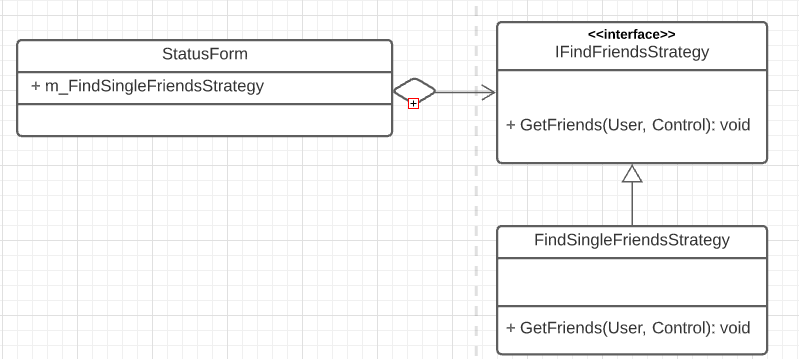 StatusForm
+ m_FindSingleFriendsStrategy
<<interface>>
IFindFriendsStrategy
+ GetFriends(User, Control): void
FindSingleFriendsStrategy
+ GetFriends(User, Control): void